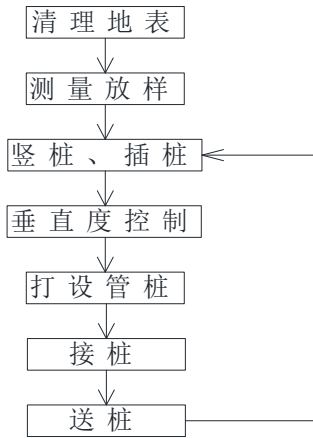 清理地表
测量放样
竖桩、插桩
垂直度控制
打设管桩
接桩
送桩